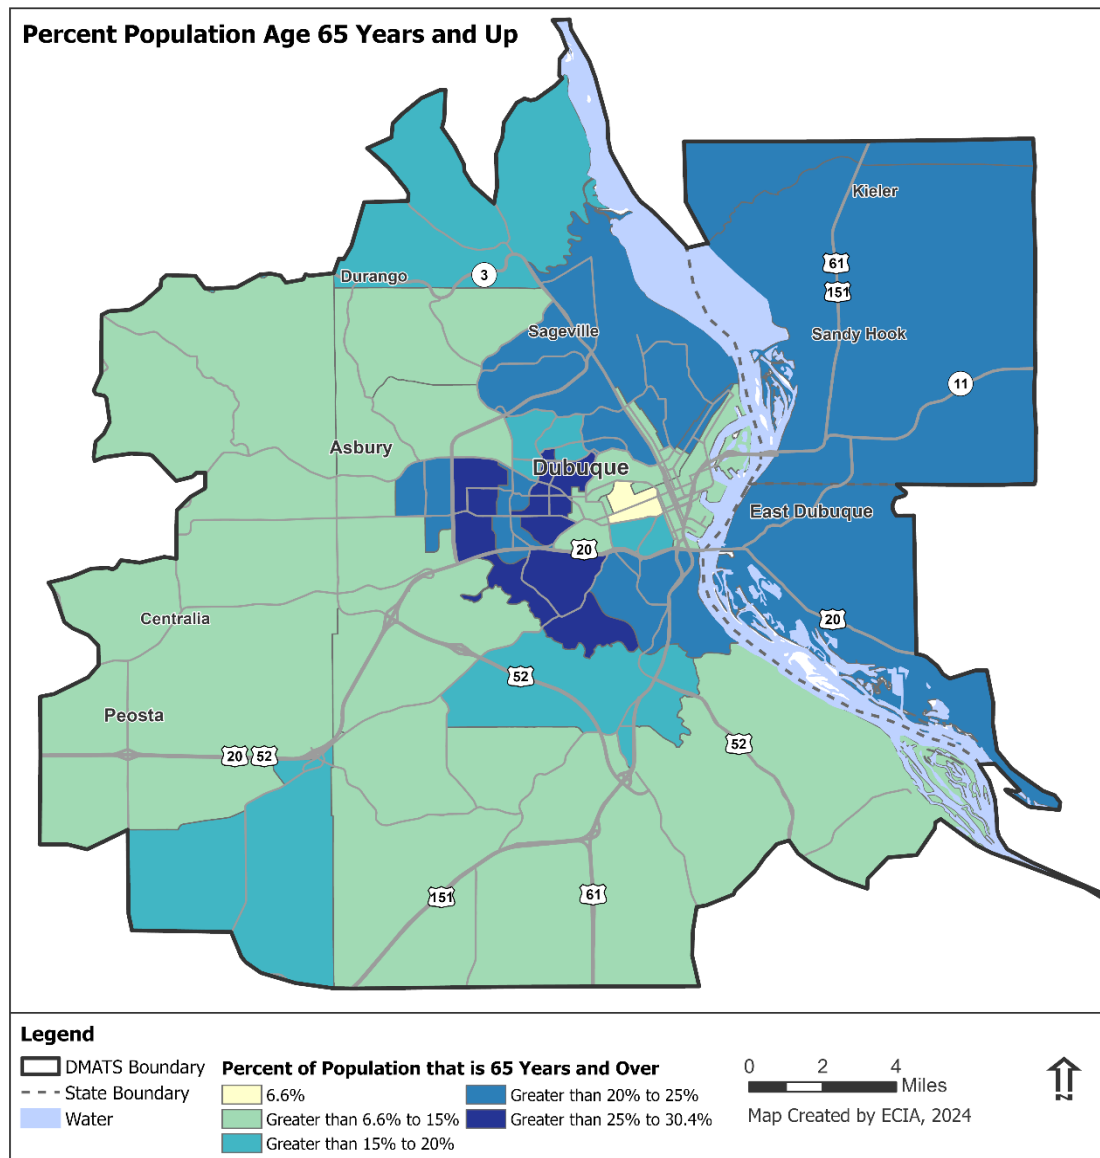 Percent Population Age 65 Years and Up
Kieler
61
151
Durango
3
Sageville
Sandy Hook
11
Asbury
Dubuque
East Dubuque
20
20
Centralia
52
Peosta
20 52
52
151
61
Legend
DMATS Boundary
State Boundary
Water
Percent of Population that is 65 Years and Over
6.6%
Greater than 6.6% to 15%
Greater than 15% to 20%
Greater than 20% to 25%
Greater than 25% to 30.4%
0 2 4
Miles
Map Created by ECIA, 2024
N